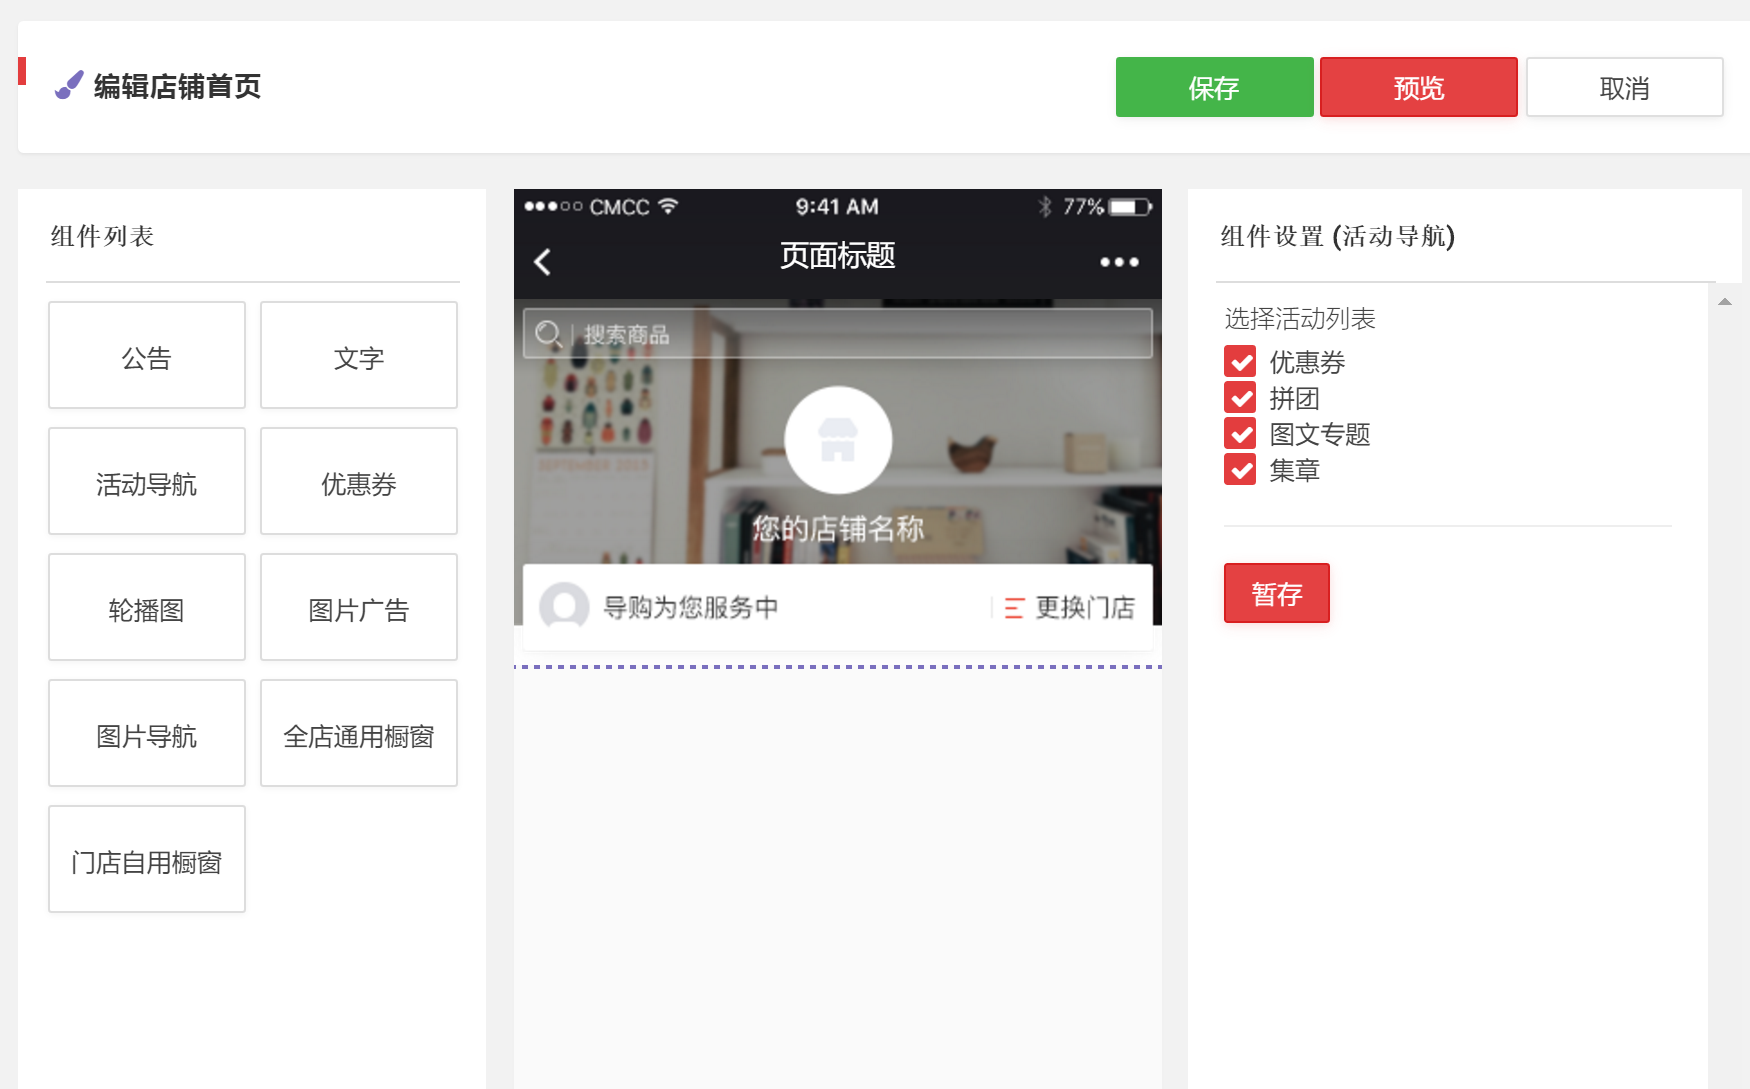 编辑店铺首页
保存
预览
取消
组件列表
公告
文字
活动导航
优惠券
轮播图
图片广告
图片导航
全店通用橱窗
门店自用橱窗
CMCC 9:41 AM 77%
页面标题
搜索商品
SEPTEMBER
您的店铺名称
导购为您服务中
更换门店
组件设置 (活动导航)
选择活动列表
优惠券
拼团
图文专题
集章
暂存